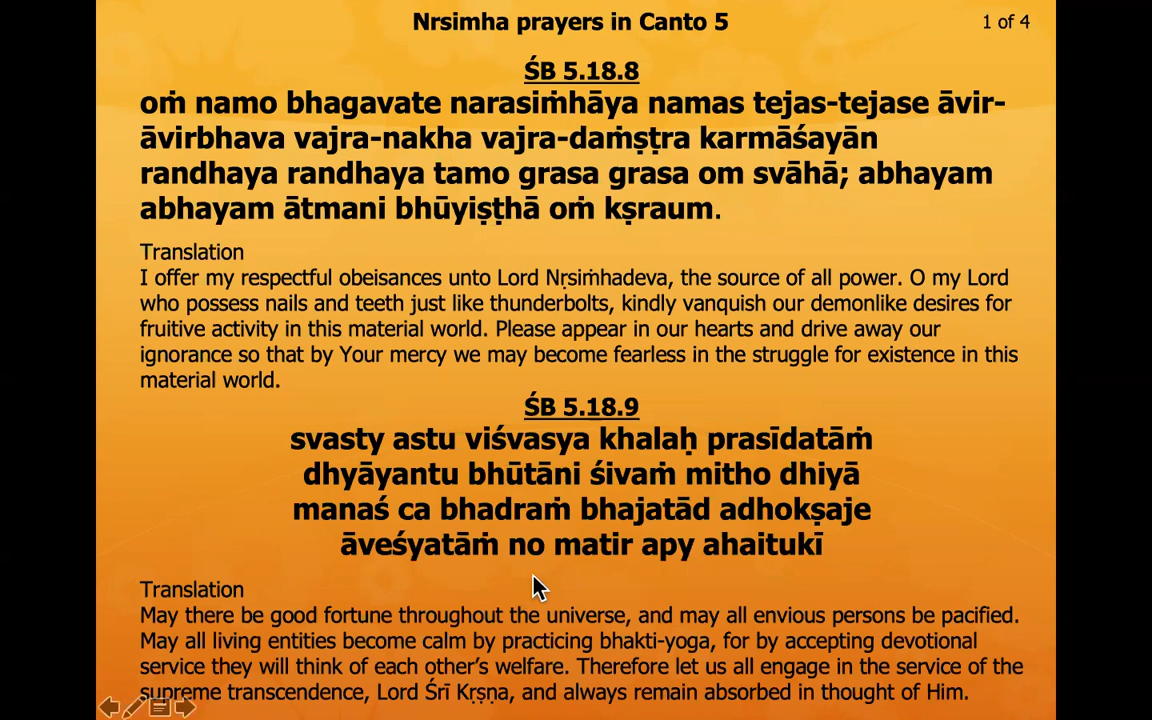 Nrsimha prayers in Canto 5
1 of 4
ŚB 5.18.8
oṁ namo bhagavate narasiṁhāya namas tejas-tejase āvir-
āvirbhava vajra-nakha vajra-daṁṣṭra karmāśayān
randhaya randhaya tamo grasa grasa om svāhā; abhayam
abhayam ātmani bhūyiṣṭhā oṁ kṣraum.
Translation
I offer my respectful obeisances unto Lord Nṛsiṁhadeva, the source of all power. O my Lord
who possess nails and teeth just like thunderbolts, kindly vanquish our demonlike desires for
fruitive activity in this material world. Please appear in our hearts and drive away our
ignorance so that by Your mercy we may become fearless in the struggle for existence in this
material world.
ŚB 5.18.9
svasty astu viśvasya khalaḥ prasīdatāṁ
dhyāyantu bhūtāni śivaṁ mitho dhiyā
manaś ca bhadraṁ bhajatād adhokṣaje
āveśyatāṁ no matir apy ahaitukī
Translation
May there be good fortune throughout the universe, and may all envious persons be pacified.
May all living entities become calm by practicing bhakti-yoga, for by accepting devotional
service they will think of each other’s welfare. Therefore let us all engage in the service of the
supreme transcendence, Lord Śrī Kṛṣṇa, and always remain absorbed in thought of Him.